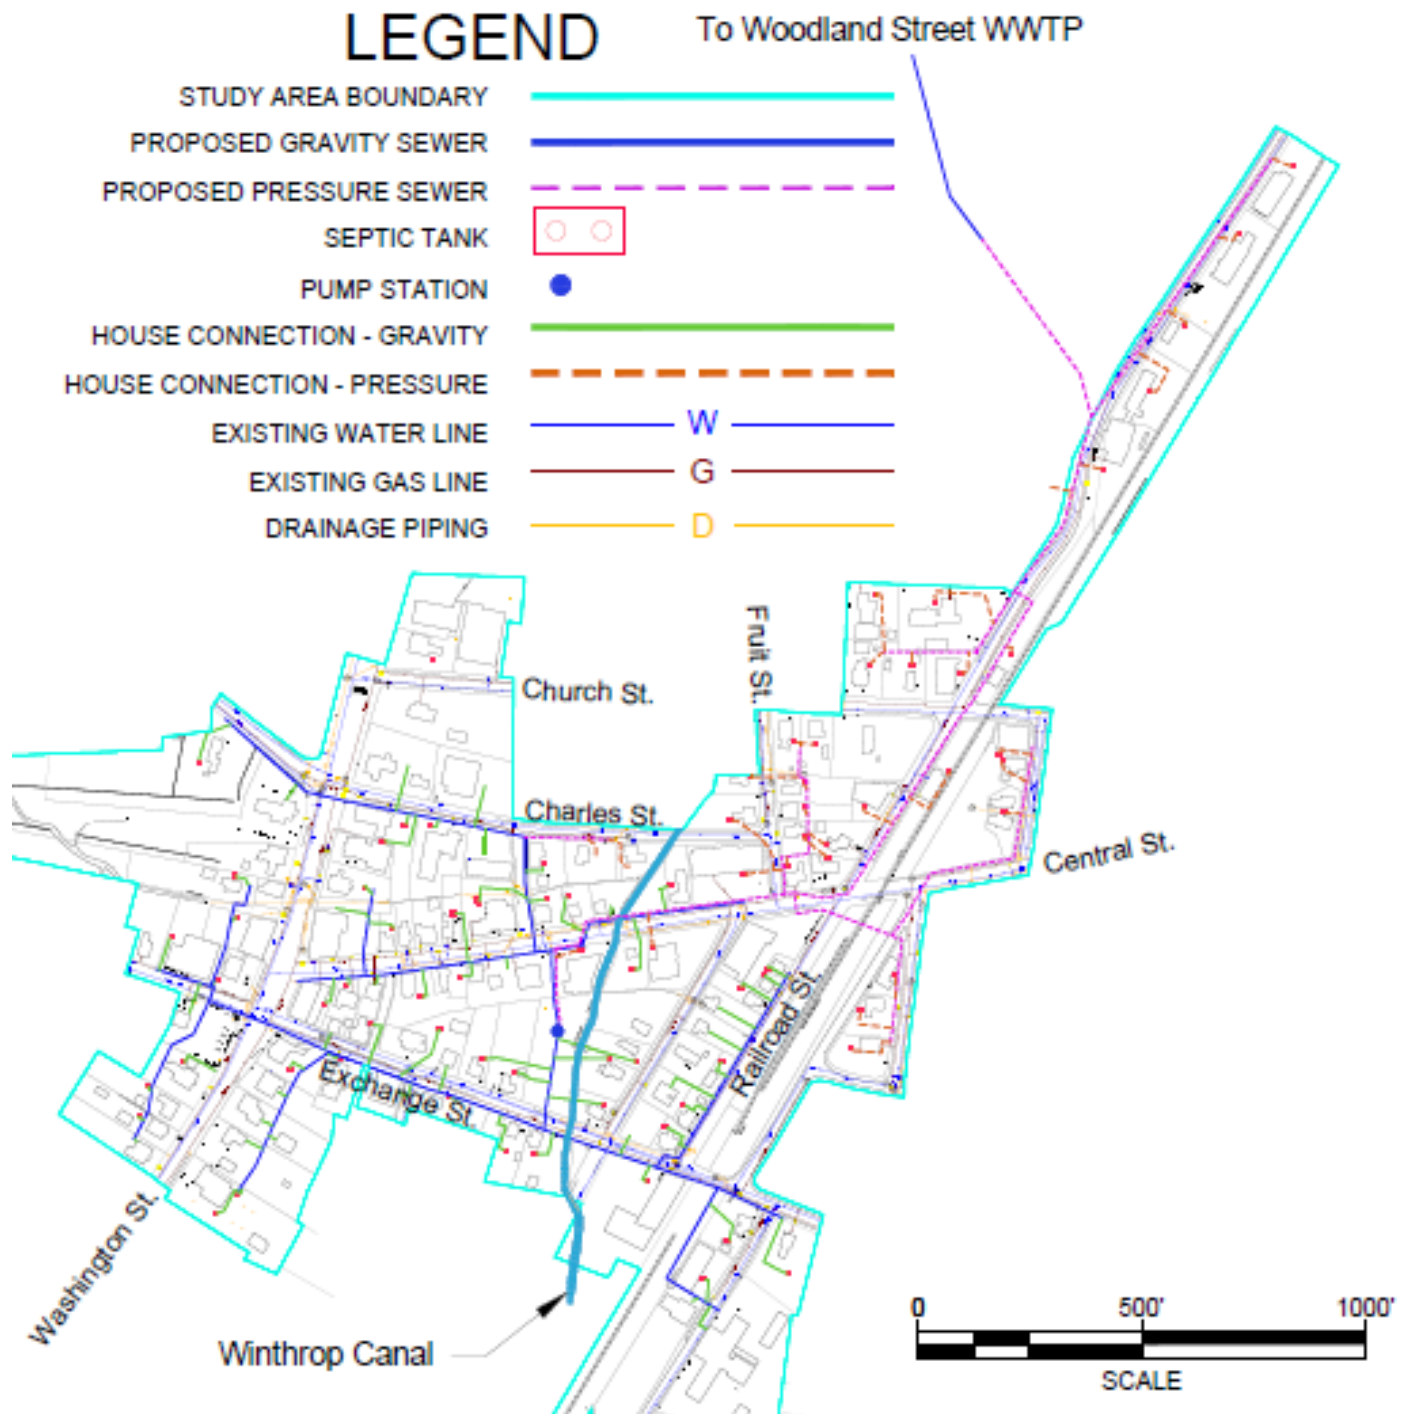 LEGEND
To Woodland Street WWTP
STUDY AREA BOUNDARY
PROPOSED GRAVITY SEWER
PROPOSED PRESSURE SEWER
SEPTIC TANK
PUMP STATION
HOUSE CONNECTION - GRAVITY
HOUSE CONNECTION - PRESSURE
EXISTING WATER LINE
W
EXISTING GAS LINE
G
DRAINAGE PIPING
D
Fruit St.
Church St.
Charles St.
Central St.
Railroad St.
Exchange St.
Washington St.
Winthrop Canal
0 500' 1000'
SCALE